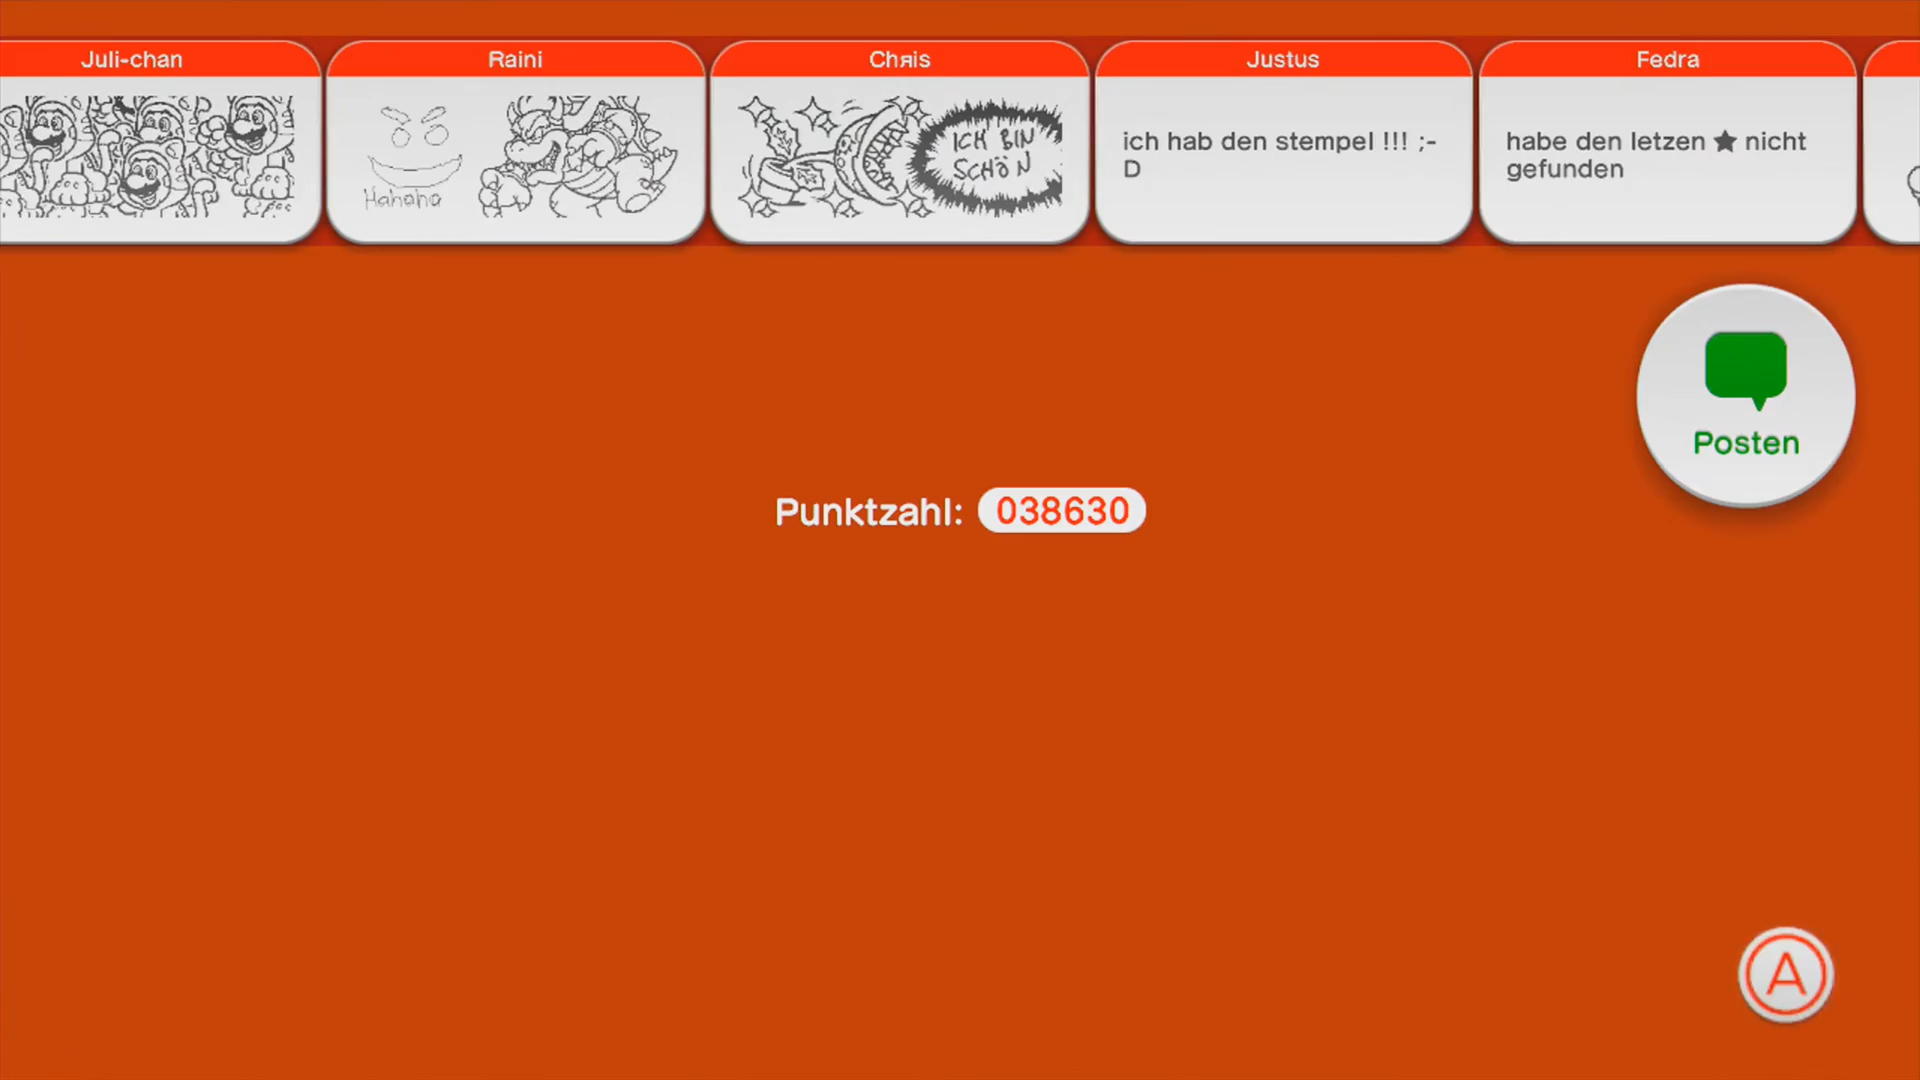 Juli-chan
Raini
Chяis
Justus
Fedra
Hahaha
ICH BIN
SCHÖN
ich hab den stempel !!! ;-
D
habe den letzen ★ nicht
gefunden
Posten
Punktzahl: 038630
A